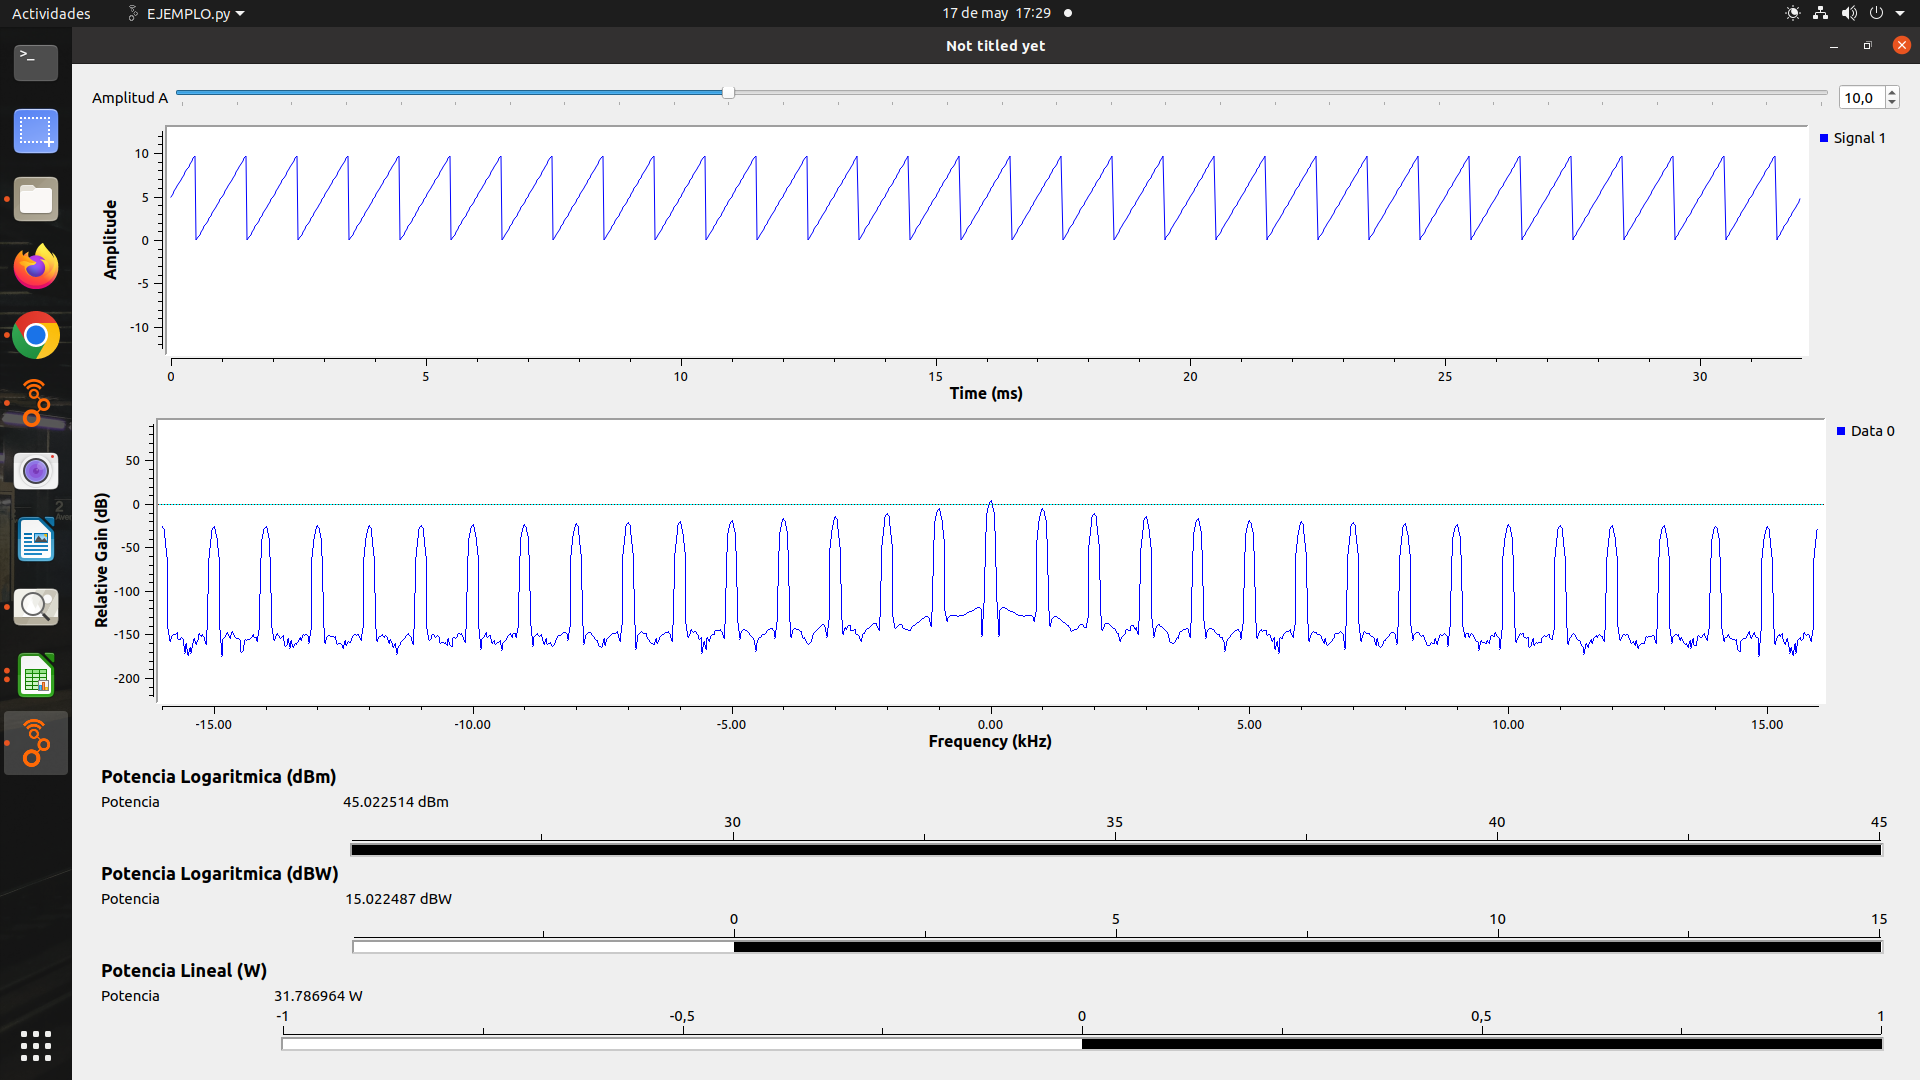 Actividades EJEMPLO.py 17 de may 17:29
Not titled yet
Amplitud A 10,0
Signal 1
10
5
0
-5
-10
Amplitude
0 5 10 15 20 25 30
Time (ms)
Data 0
50
0
-50
-100
-150
-200
Relative Gain (dB)
-15.00 -10.00 -5.00 0.00 5.00 10.00 15.00
Frequency (kHz)
Potencia Logaritmica (dBm)
Potencia 45.022514 dBm
30 35 40 45
Potencia Logaritmica (dBW)
Potencia 15.022487 dBW
0 5 10 15
Potencia Lineal (W)
Potencia 31.786964 W
-1 -0,5 0 0,5 1